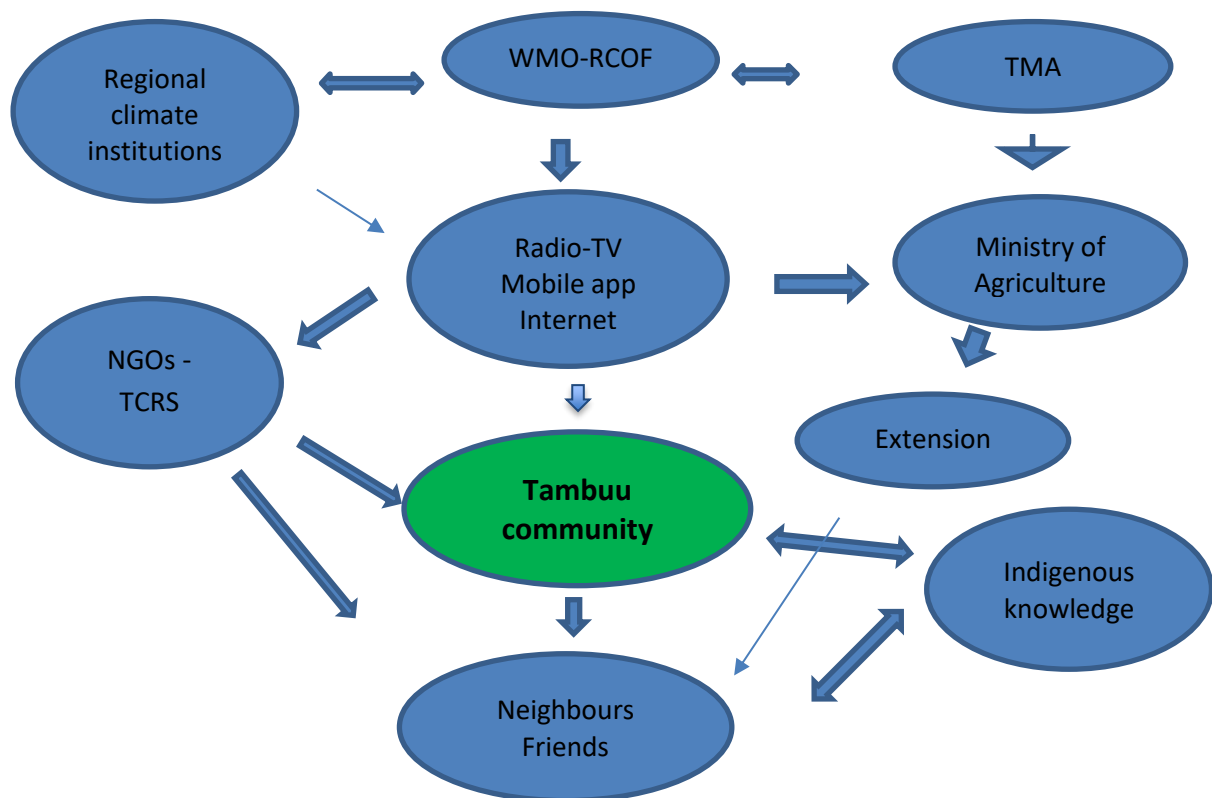 Regional
climate
institutions
WMO-RCOF
TMA
Radio-TV
Mobile app
Internet
Ministry of
Agriculture
NGOs -
TCRS
Extension
Tambuu
community
Indigenous
knowledge
Neighbours
Friends